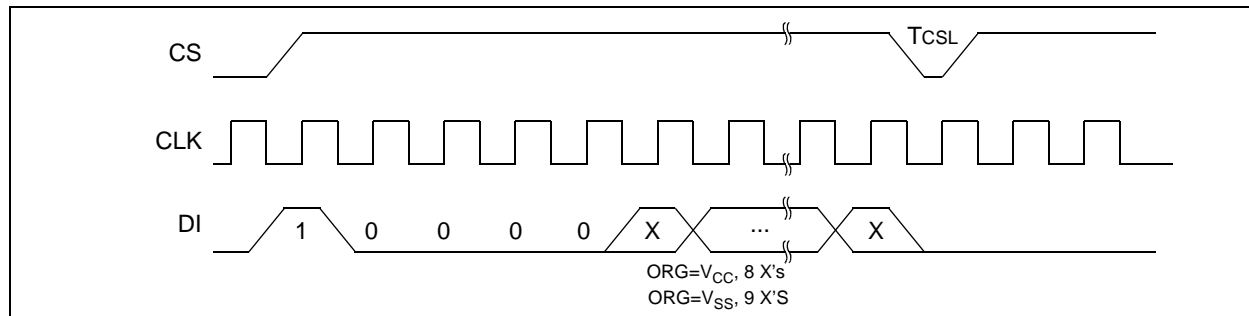 CS
TCSL
CLK
DI
1 0 0 0 0 X ... X
ORG=VCC, 8 X's
ORG=VSS, 9 X'S